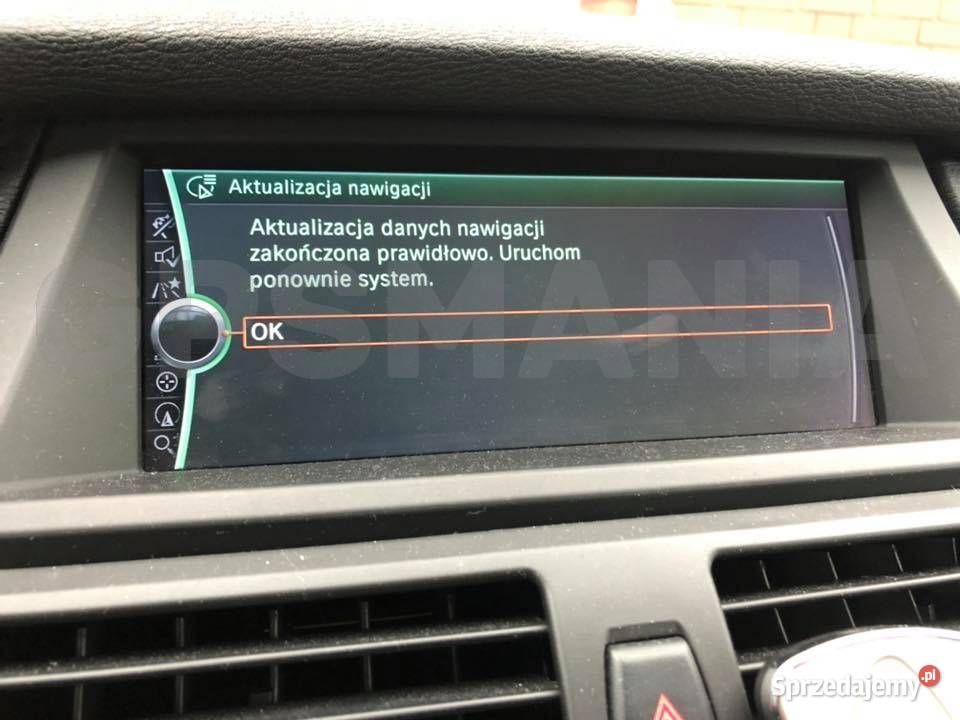 Aktualizacja nawigacji
Aktualizacja danych nawigacji
zakończona prawidłowo. Uruchom
ponownie system.
OK
GPSMANIA
Sprzedajemy.pl